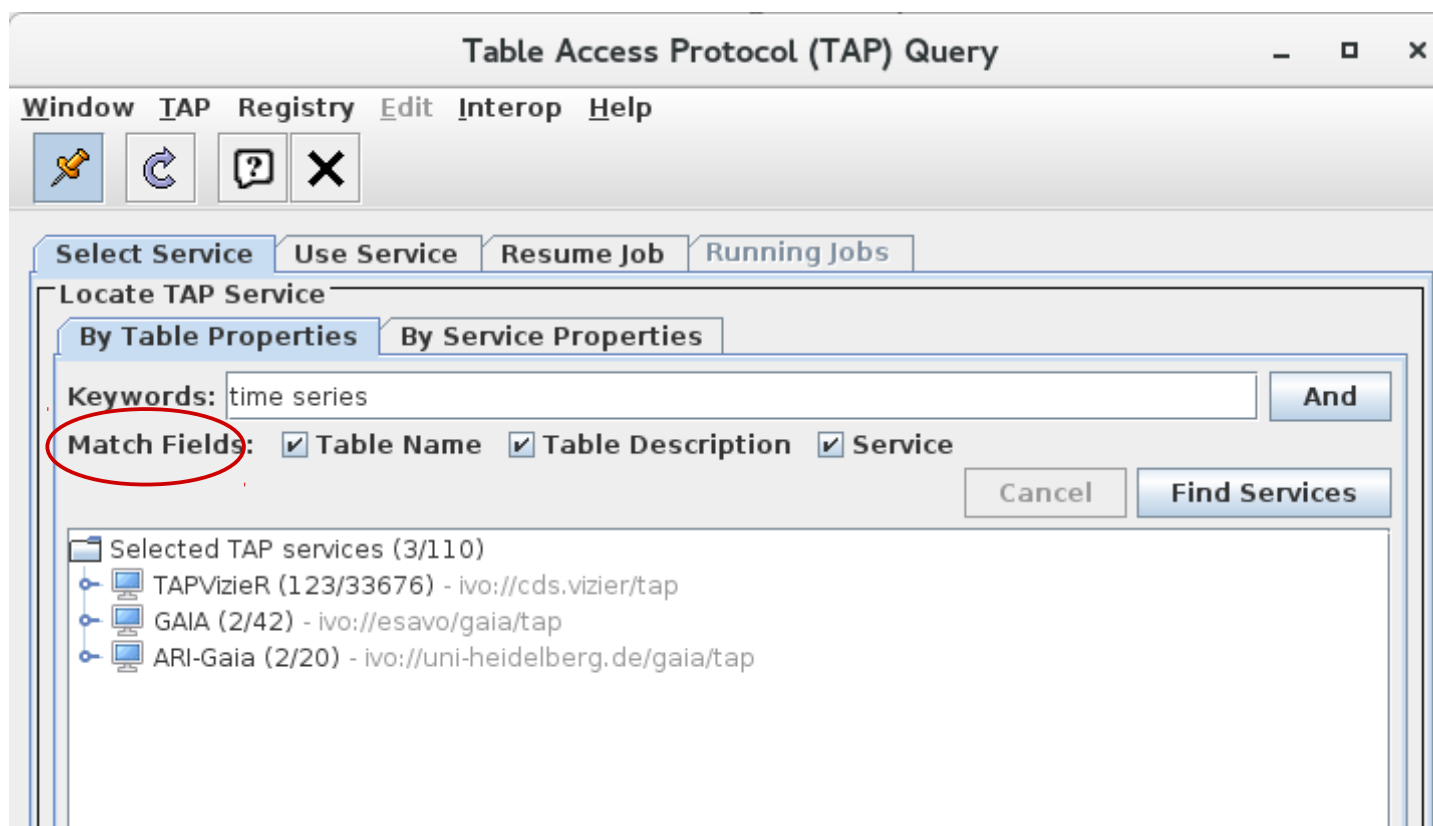 Table Access Protocol (TAP) Query
Window TAP Registry Edit Interop Help
Select Service Use Service Resume Job Running Jobs
Locate TAP Service
By Table Properties By Service Properties
Keywords: time series And
Match Fields: Table Name Table Description Service
Cancel Find Services
Selected TAP services (3/110)
TAPVizieR (123/33676) - ivo://cds.vizier/tap
GAIA (2/42) - ivo://esavo/gaia/tap
ARI-Gaia (2/20) - ivo://uni-heidelberg.de/gaia/tap